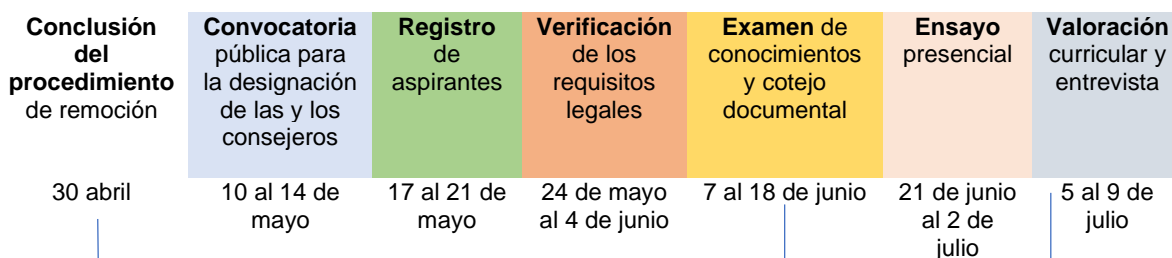 Conclusión
del
procedimiento
de remoción
Convocatoria
pública para
la designación
de las y los
consejeros
Registro
de
aspirantes
Verificación
de los
requisitos
legales
Examen de
conocimientos
y cotejo
documental
Ensayo
presencial
Valoración
curricular y
entrevista
30 abril
10 al 14 de
mayo
17 al 21 de
mayo
24 de mayo
al 4 de junio
7 al 18 de junio
21 de junio
al 2 de
julio
5 al 9 de
julio